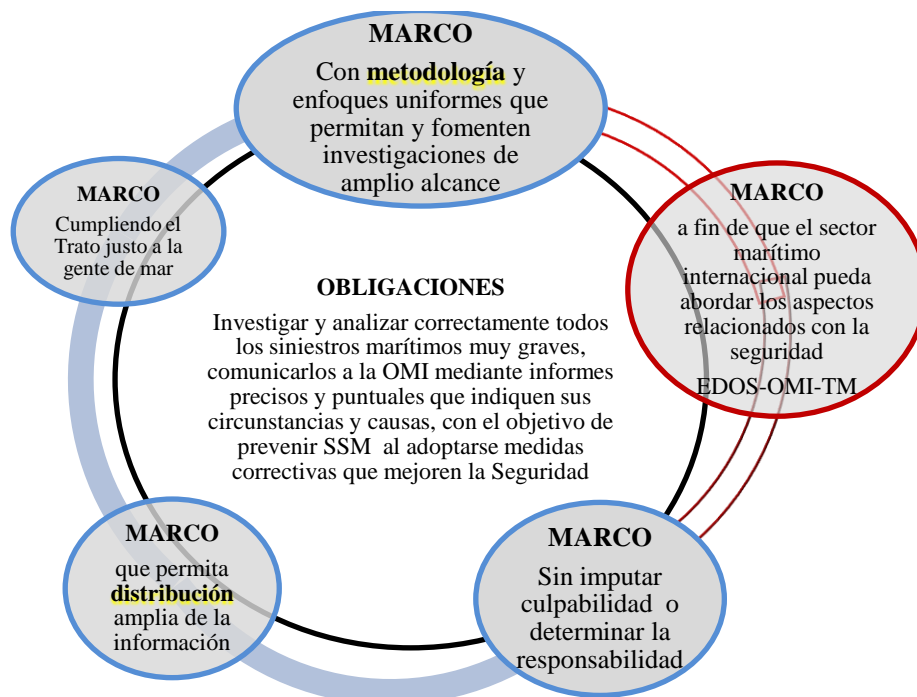 MARCO
Con metodología y
enfoques uniformes que
permitan y fomenten
investigaciones de
amplio alcance
MARCO
a fin de que el sector
marítimo
internacional pueda
abordar los aspectos
relacionados con la
seguridad
EDOS-OMI-TM
MARCO
Cumpliendo el
Trato justo a la
gente de mar
OBLIGACIONES
Investigar y analizar correctamente todos
los siniestros marítimos muy graves,
comunicarlos a la OMI mediante informes
precisos y puntuales que indiquen sus
circunstancias y causas, con el objetivo de
prevenir SSM al adoptarse medidas
correctivas que mejoren la Seguridad
MARCO
que permita
distribución
amplia de la
información
MARCO
Sin imputar
culpabilidad o
determinar la
responsabilidad